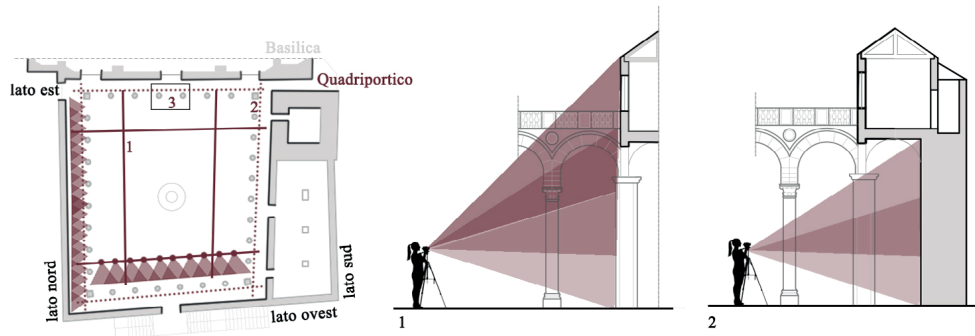 Basilica
Quadriportico
lato est
3
2
1
lato nord
lato ovest
lato sud
1
2